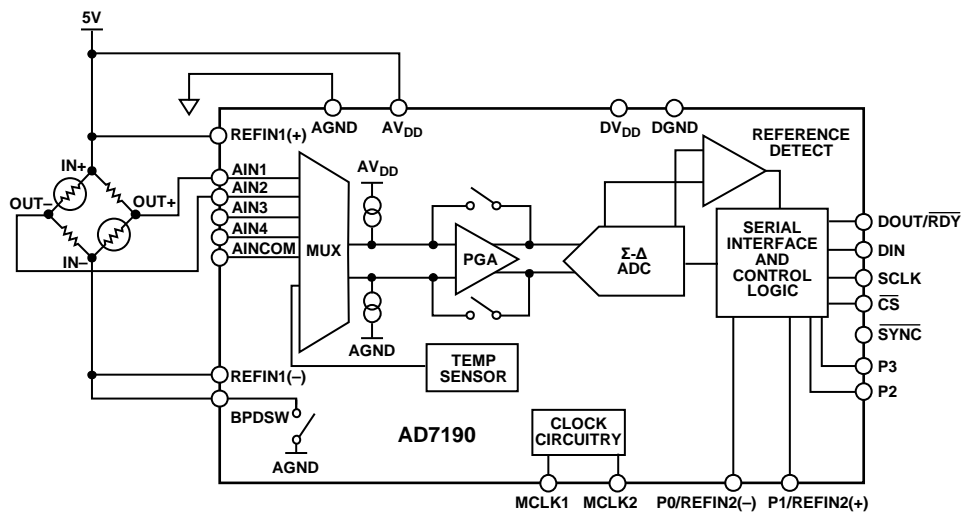 5V
AGND
AVDD
DVDD
DGND
REFERENCE
DETECT
REFIN1(+)
IN+
OUT–
OUT+
IN–
AIN1
AIN2
AIN3
AIN4
AINCOM
MUX
AVDD
AGND
PGA
Σ-Δ
ADC
SERIAL
INTERFACE
AND
CONTROL
LOGIC
DOUT/RDY
DIN
SCLK
CS
SYNC
P3
P2
REFIN1(–)
TEMP
SENSOR
BPDSW
AGND
AD7190
CLOCK
CIRCUITRY
MCLK1
MCLK2
P0/REFIN2(–)
P1/REFIN2(+)